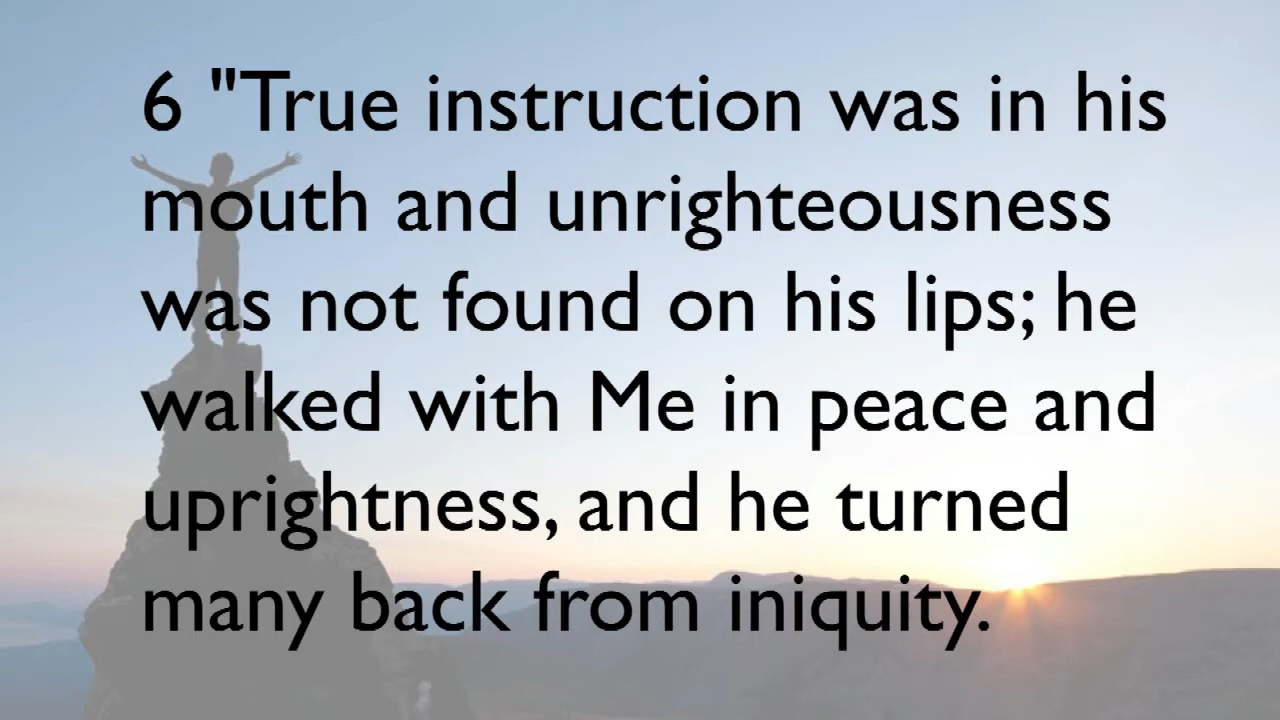 6 "True instruction was in his
mouth and unrighteousness
was not found on his lips; he
walked with Me in peace and
uprightness, and he turned
many back from iniquity.